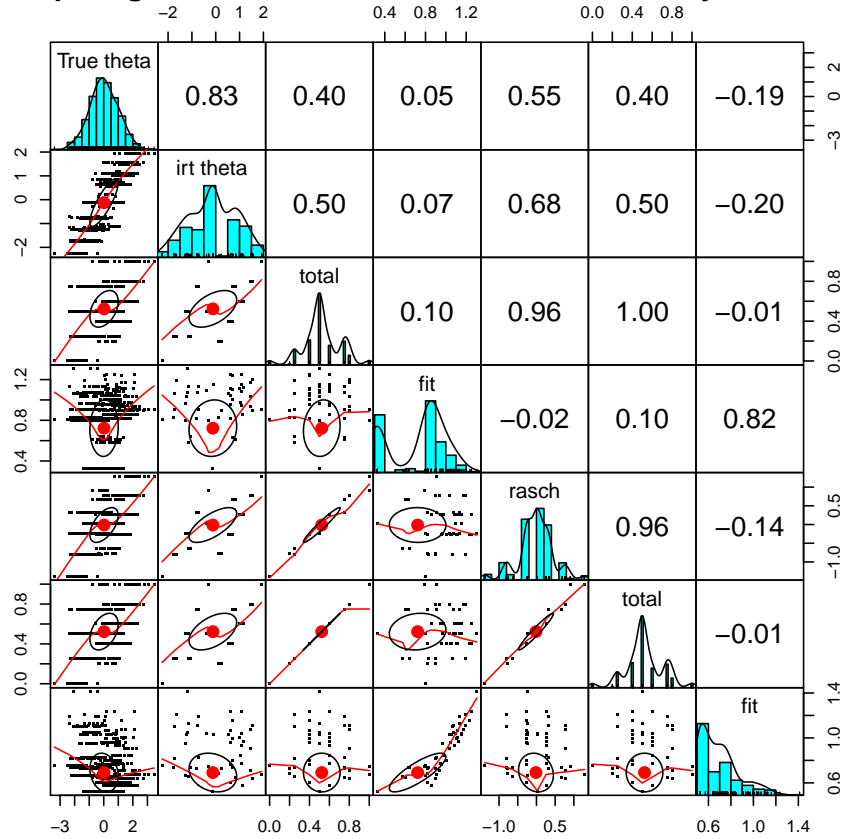 −2 0 1 2 0.4 0.8 1.2 0.0 0.4 0.8
True theta 0.83 0.40 0.05 0.55 0.40 −0.19 −3 0 2
−2 0 1 2 irt theta 0.50 0.07 0.68 0.50 −0.20
total 0.10 0.96 1.00 −0.01 0.0 0.4 0.8
0.4 0.8 1.2 fit −0.02 0.10 0.82
rasch 0.96 −0.14 −1.0 0.5
0.0 0.4 0.8 total −0.01
fit 0.6 1.0 1.4
−3 0 2 0.0 0.4 0.8 −1.0 0.5 0.6 1.0 1.4